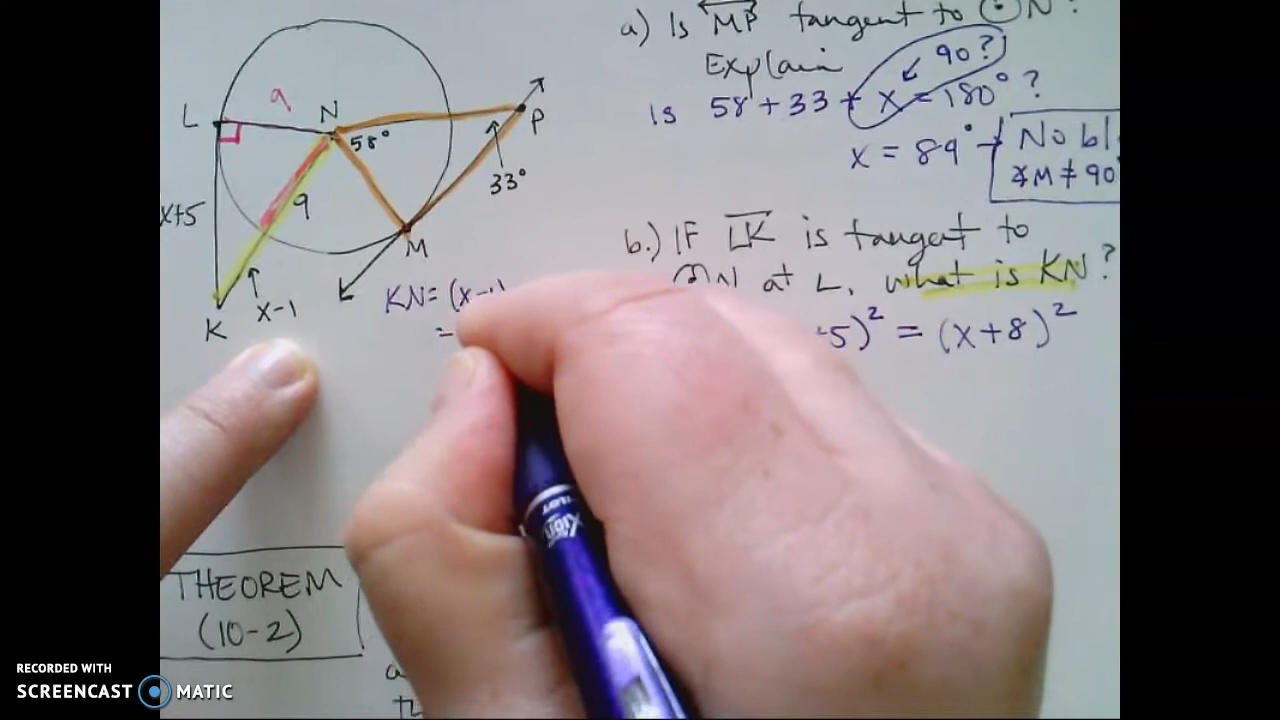 a) Is MP tangent to ⊙N?
Explain
90?
Is 58 + 33 + x = 180° ?
x = 89° → No b/
∡M ≠ 90
L
9
N
58°
P
33°
x+5
9
M
K
x-1
b.) IF LK is tangent to
⊙N at L, what is KN?
KN = (x-1)
=
5)² = (x+8)²
THEOREM
(10-2)
RECORDED WITH
SCREENCAST MATIC